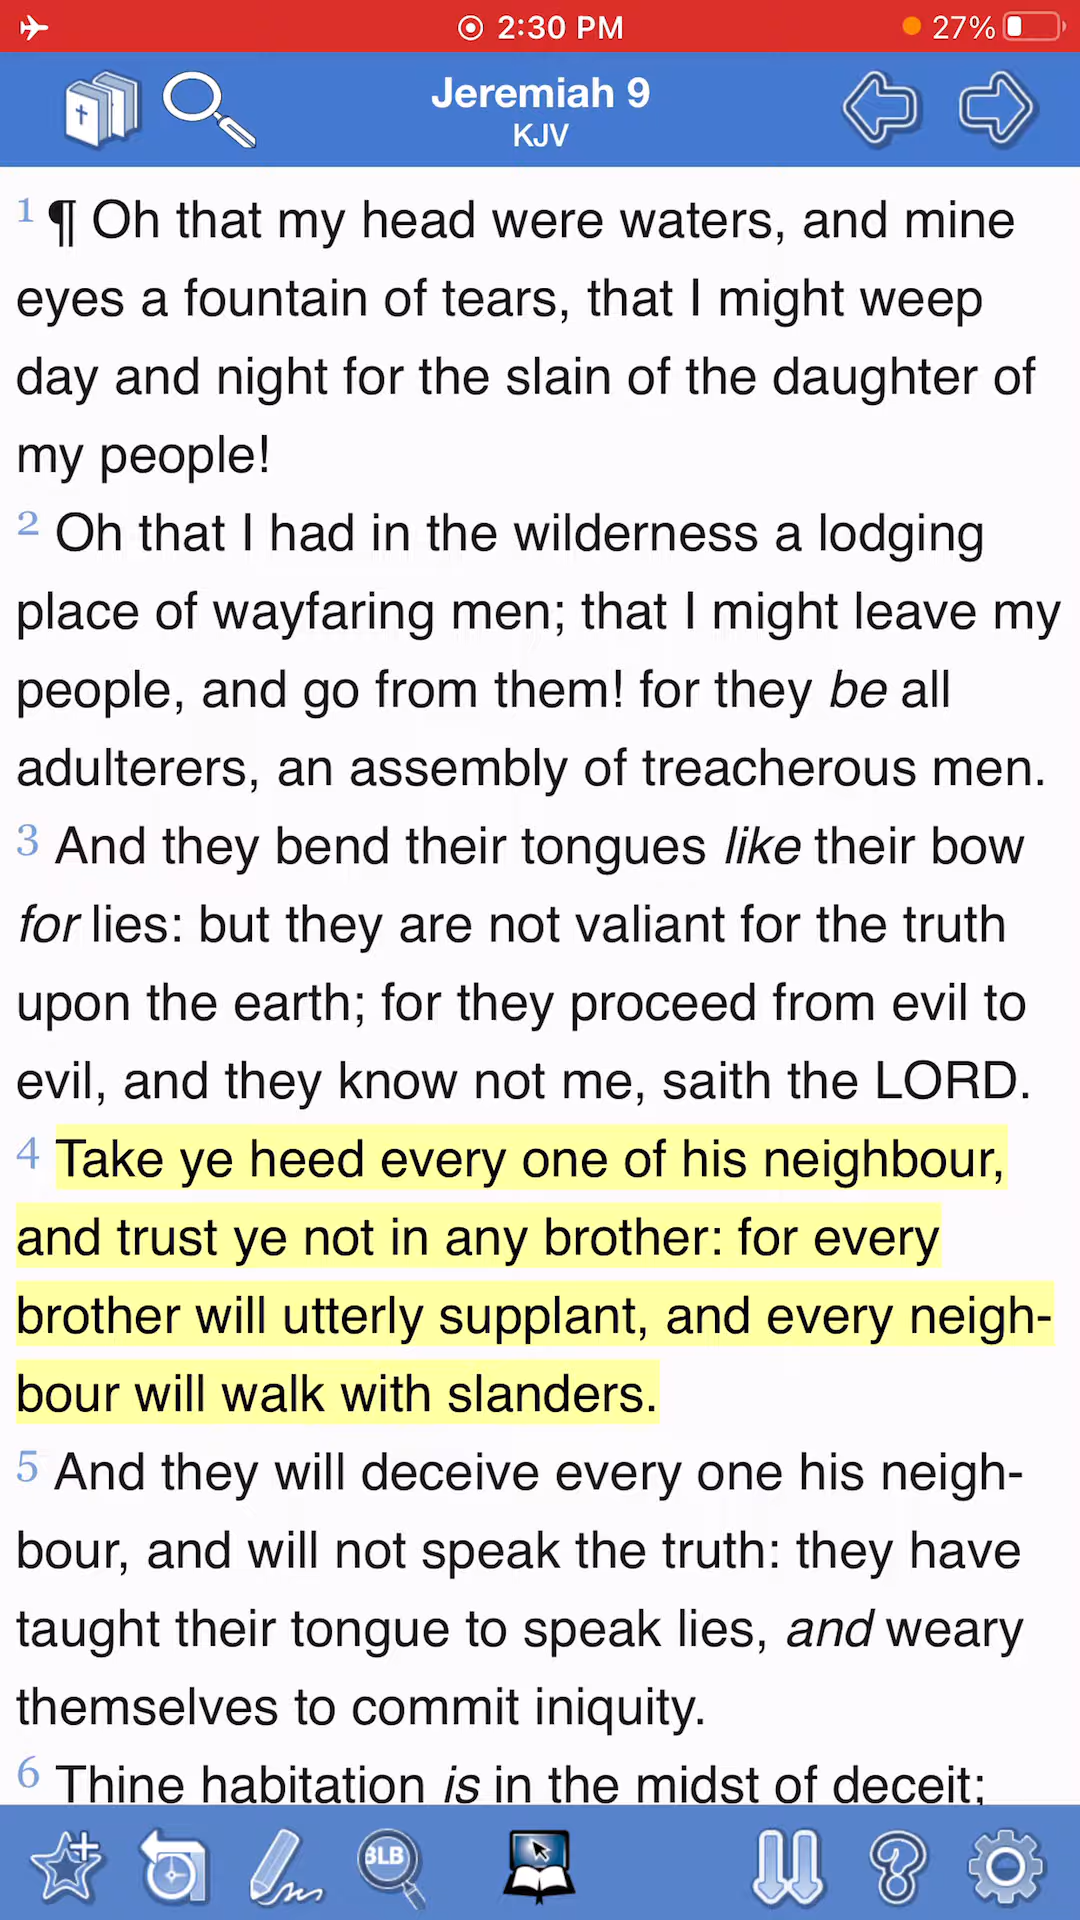 2:30 PM
27%
Jeremiah 9
KJV
1 ¶ Oh that my head were waters, and mine
eyes a fountain of tears, that I might weep
day and night for the slain of the daughter of
my people!
2 Oh that I had in the wilderness a lodging
place of wayfaring men; that I might leave my
people, and go from them! for they be all
adulterers, an assembly of treacherous men.
3 And they bend their tongues like their bow
for lies: but they are not valiant for the truth
upon the earth; for they proceed from evil to
evil, and they know not me, saith the LORD.
4 Take ye heed every one of his neighbour,
and trust ye not in any brother: for every
brother will utterly supplant, and every neigh-
bour will walk with slanders.
5 And they will deceive every one his neigh-
bour, and will not speak the truth: they have
taught their tongue to speak lies, and weary
themselves to commit iniquity.
6 Thine habitation is in the midst of deceit;
BLB